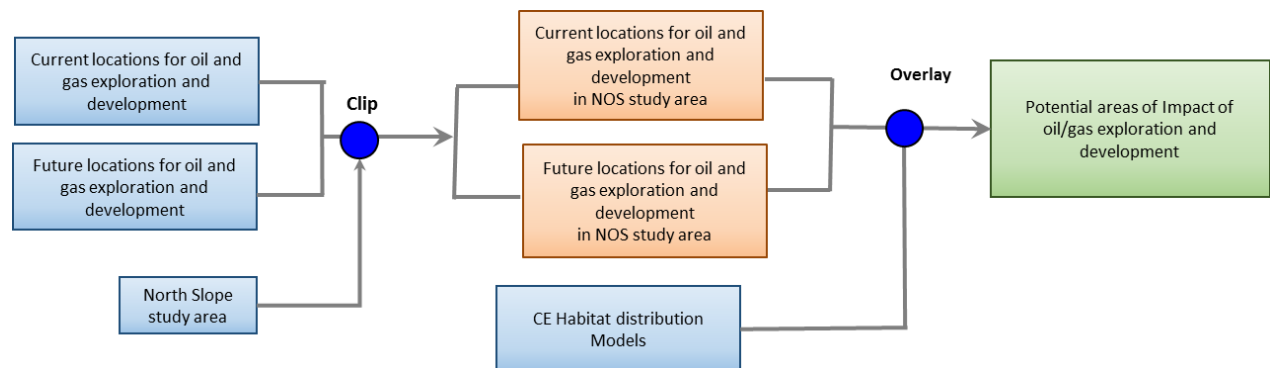 Current locations for oil and
gas exploration and
development
Future locations for oil and
gas exploration and
development
North Slope
study area
Clip
Current locations for oil and
gas exploration and
development
in NOS study area
Future locations for oil and
gas exploration and
development
in NOS study area
CE Habitat distribution
Models
Overlay
Potential areas of Impact of
oil/gas exploration and
development